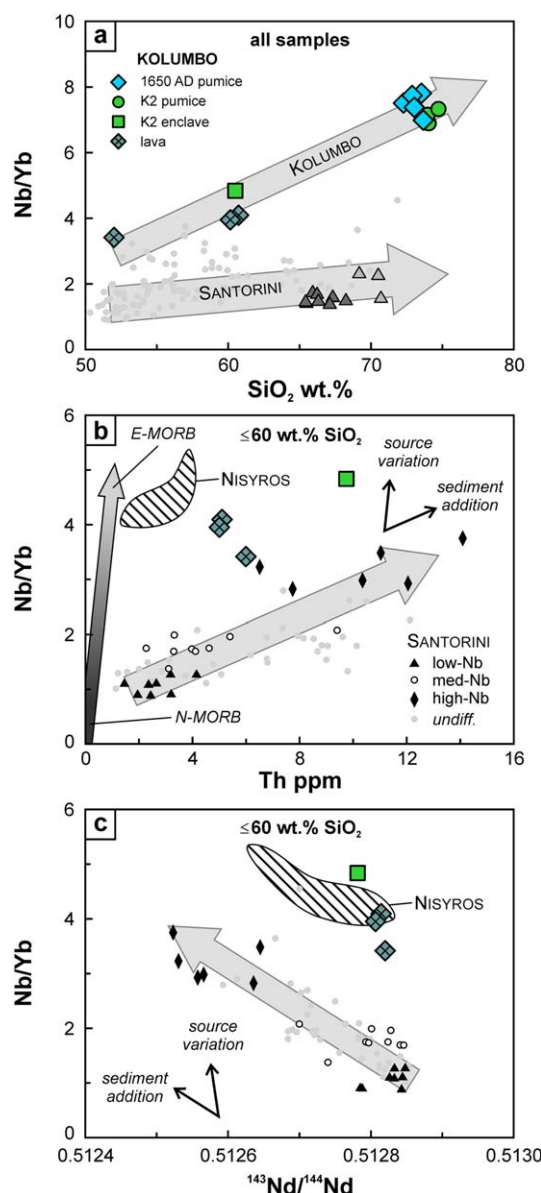 a
all samples
KOLUMBO
1650 AD pumice
K2 pumice
K2 enclave
lava
KOLUMBO
SANTORINI
Nb/Yb
10
8
6
4
2
0
50
60
70
80
SiO₂ wt.%
b
≤60 wt.% SiO₂
E-MORB
NISYROS
source
variation
sediment
addition
SANTORINI
low-Nb
med-Nb
high-Nb
undiff.
N-MORB
Nb/Yb
6
4
2
0
0
4
8
12
16
Th ppm
c
≤60 wt.% SiO₂
NISYROS
source
variation
sediment
addition
Nb/Yb
6
4
2
0
0.5124
0.5126
0.5128
0.5130
¹⁴³Nd/¹⁴⁴Nd